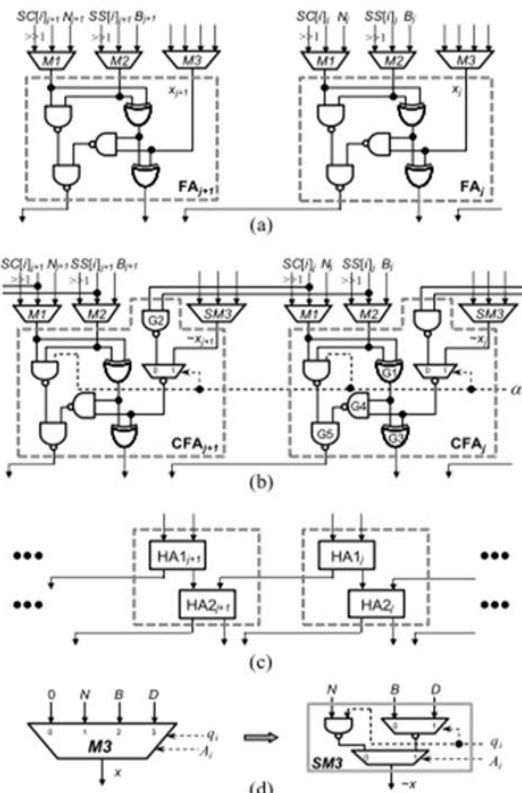 SC[i]j+1 Nj+1 SS[i]j+1 Bj+1 SC[i]j Nj SS[i]j Bj
>>1 >>1 >>1 >>1
M1 M2 M3 M1 M2 M3
xj+1 xj
FAj+1 FAj
(a)
SC[i]j+1 Nj+1 SS[i]j+1 Bj+1 SC[i]j Nj SS[i]j Bj
>>1 >>1 >>1 >>1
M1 M2 G2 SM3 M1 M2 SM3
~xj+1 ~xj
0 1 G1 0 1
α
G4
G5 G3
CFAj+1 CFAj
(b)
HA1j+1 HA1j
HA2j+1 HA2j
(c)
0 N B D N B D
0 1 2 3 0 1
M3 qi qi
Ai 0 1 Ai
SM3
x ~x
(d)